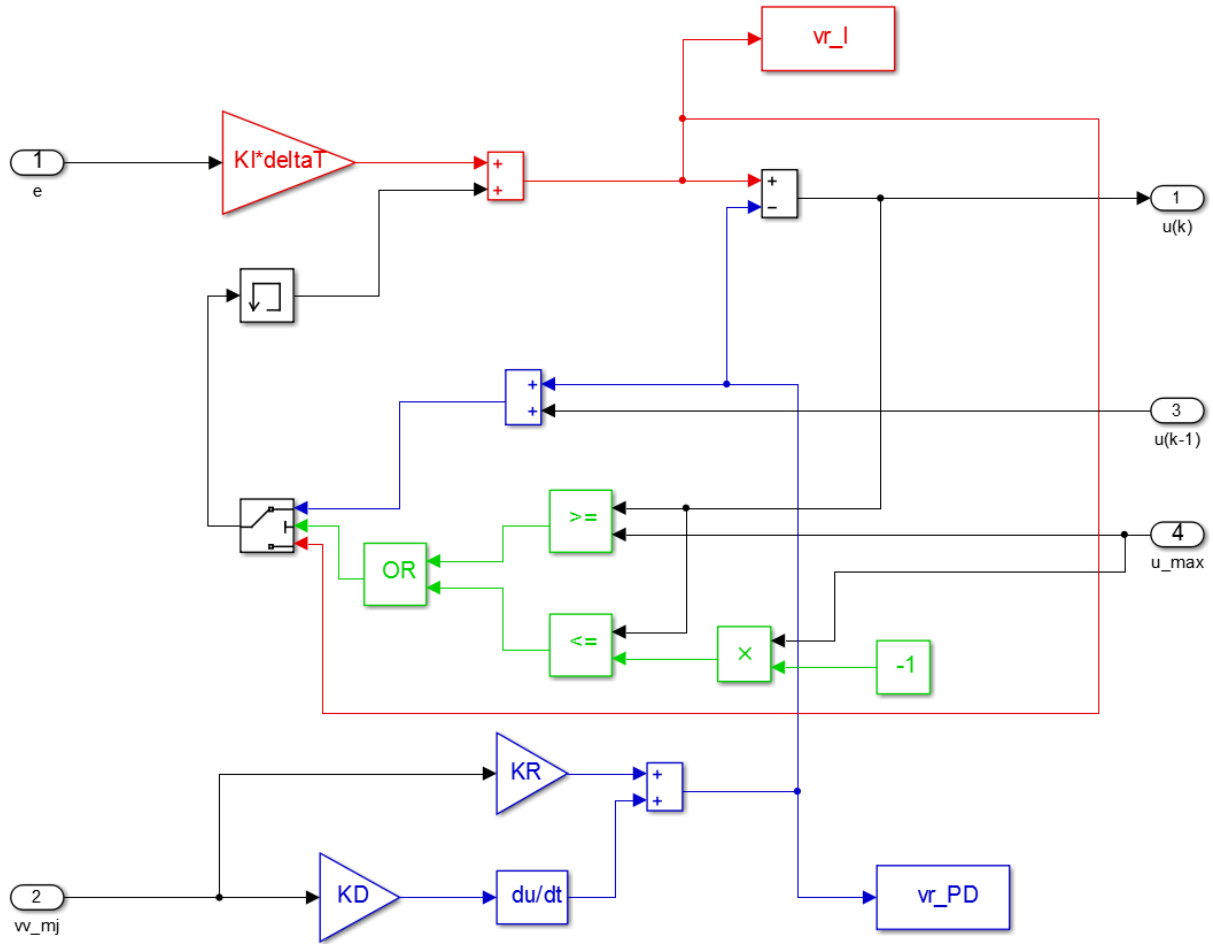 vr_I
1
KI*deltaT
e
+
+
+
−
1
u(k)
+
+
3
u(k-1)
>=
4
u_max
OR
<=
×
-1
KR
+
+
2
KD
du/dt
vr_PD
vv_mj